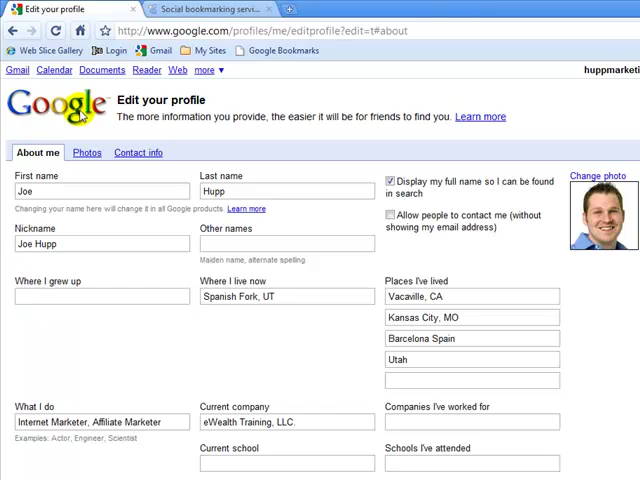 Edit your profile
Social bookmarking servi...
http://www.google.com/profiles/me/editprofile?edit=t#about
Web Slice Gallery Login Gmail My Sites Google Bookmarks
Gmail Calendar Documents Reader Web more ▼ huppmarketi
Google Edit your profile
The more information you provide, the easier it will be for friends to find you. Learn more
About me Photos Contact info
First name Last name
Joe Hupp
Changing your name here will change it in all Google products. Learn more
Display my full name so I can be found
in search
Allow people to contact me (without
showing my email address)
Change photo
Nickname Other names
Joe Hupp
Maiden name, alternate spelling
Where I grew up Where I live now Places I've lived
Spanish Fork, UT Vacaville, CA
Kansas City, MO
Barcelona Spain
Utah
What I do Current company Companies I've worked for
Internet Marketer, Affiliate Marketer eWealth Training, LLC.
Examples: Actor, Engineer, Scientist
Current school Schools I've attended